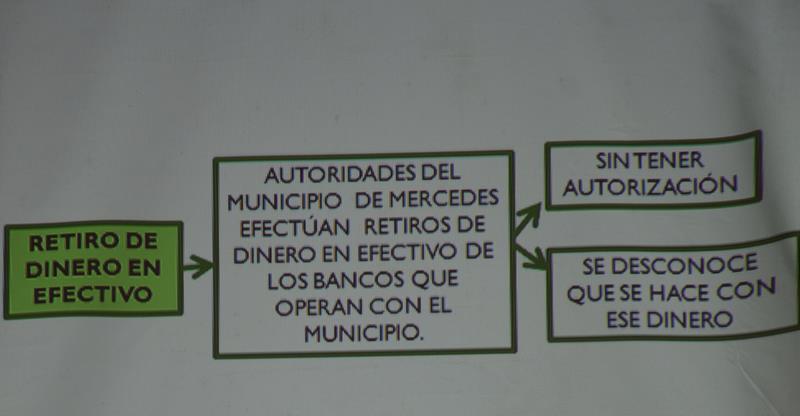 RETIRO DE
DINERO EN
EFECTIVO
AUTORIDADES DEL
MUNICIPIO DE MERCEDES
EFECTÚAN RETIROS DE
DINERO EN EFECTIVO DE
LOS BANCOS QUE
OPERAN CON EL
MUNICIPIO.
SIN TENER
AUTORIZACIÓN
SE DESCONOCE
QUE SE HACE CON
ESE DINERO